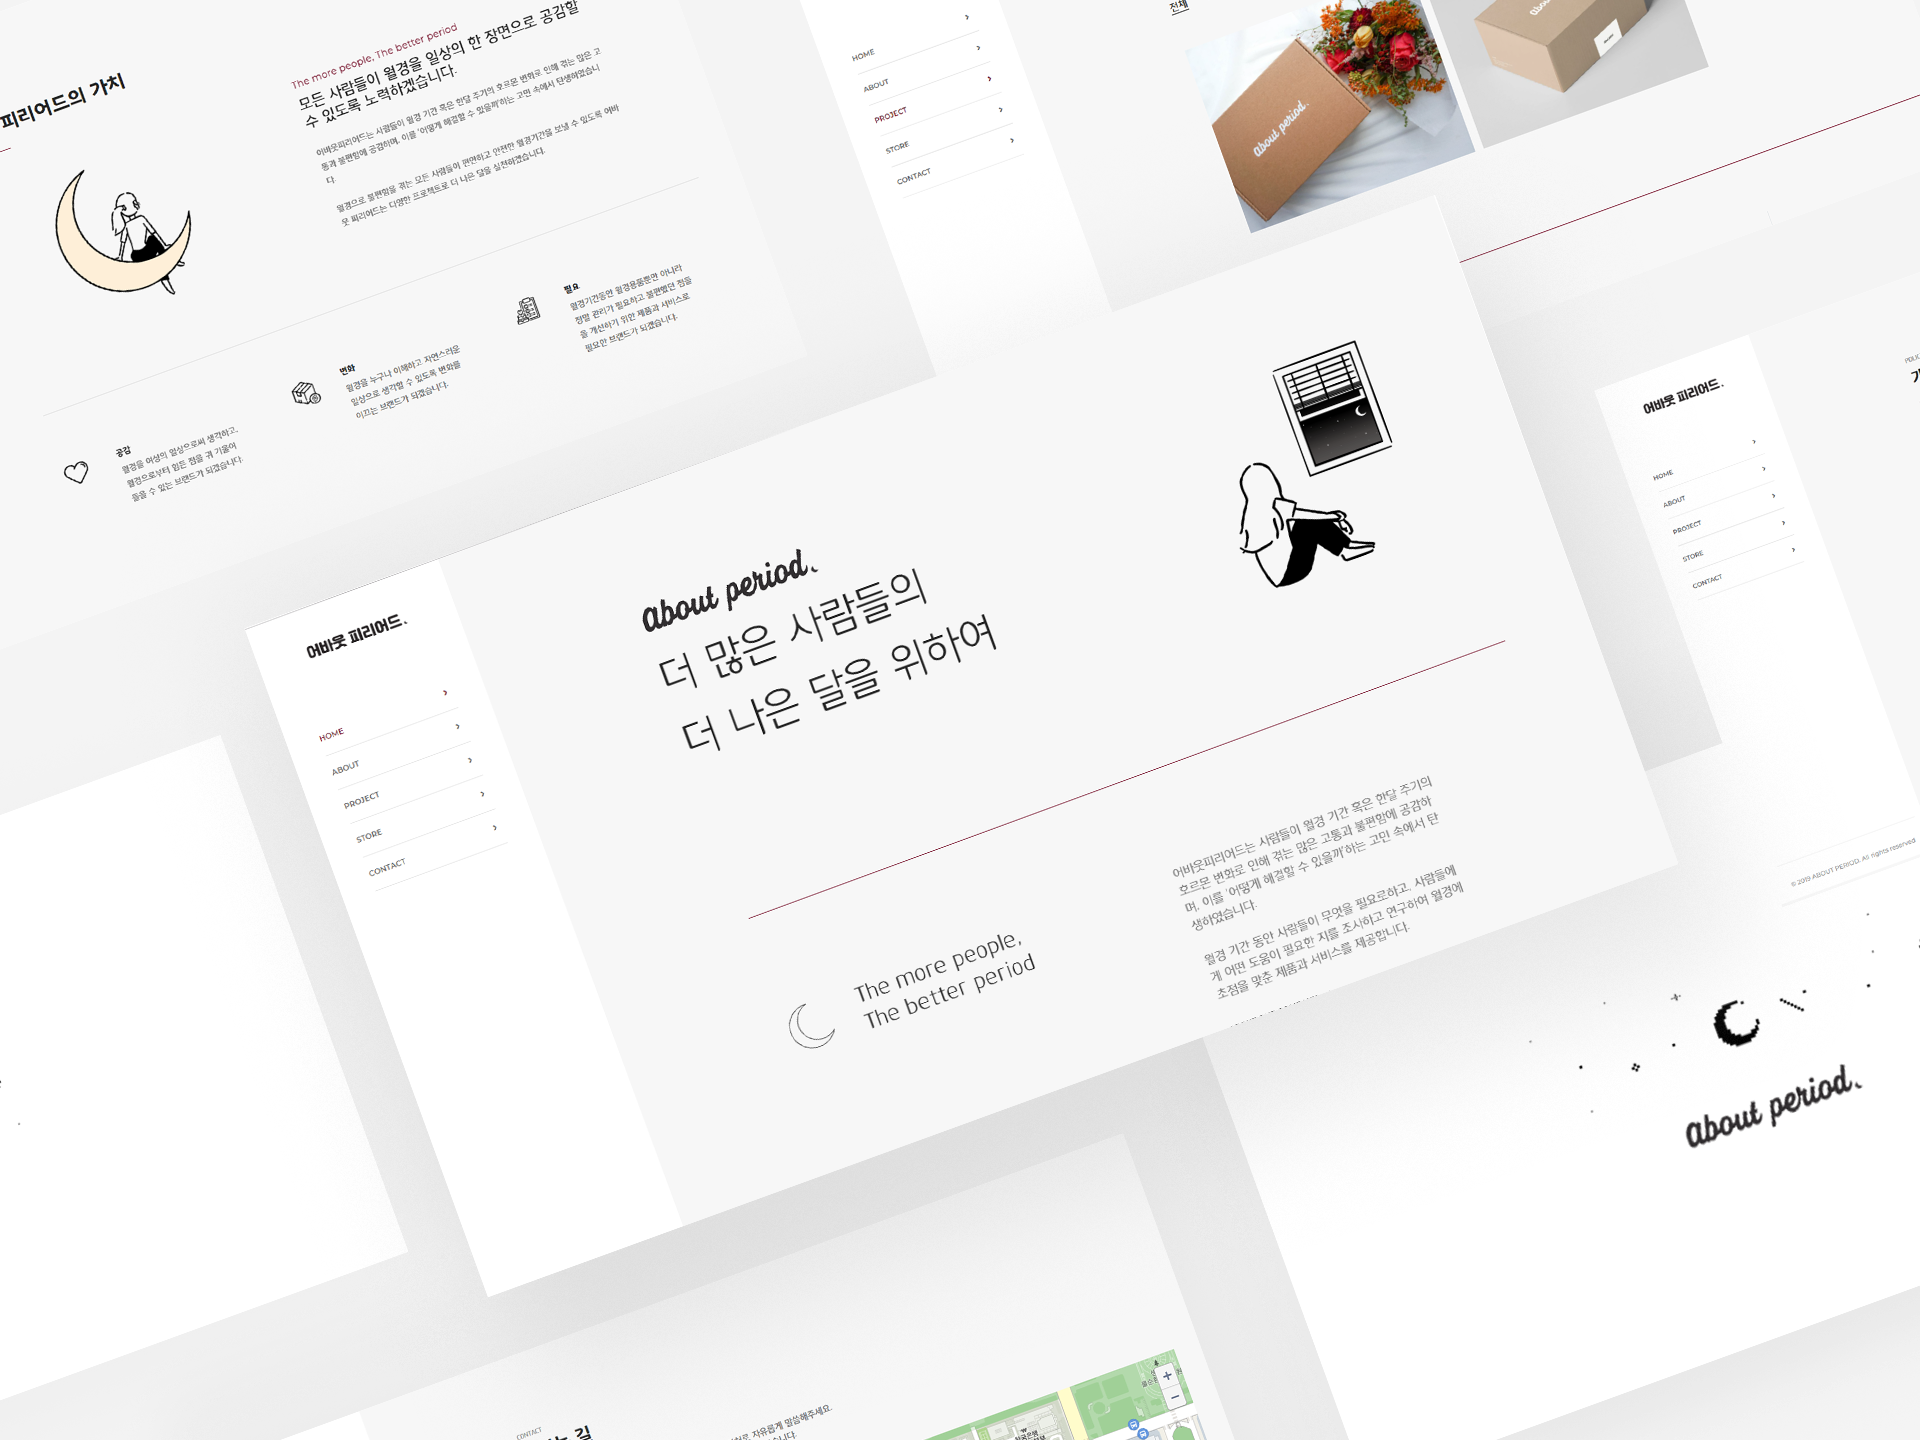 피리어드의 가치
The more people, The better period
모든 사람들이 월경을 일상의 한 장면으로 공감할
수 있도록 노력하겠습니다.
어바웃피리어드는 사람들이 월경 기간 혹은 한달 주기의 호르몬 변화로 인해 겪는 많은 고
통과 불편함에 공감하며, 이를 '어떻게 해결할 수 있을까'하는 고민 속에서 탄생하였습니
다.
월경으로 불편함을 겪는 모든 사람들이 편안하고 안전한 월경기간을 보낼 수 있도록 어바
웃 피리어드는 다양한 프로젝트로 더 나은 달을 실천하겠습니다.
공감
월경을 여성의 일상으로써 생각하고,
월경으로부터 힘든 점을 귀 기울여
들을 수 있는 브랜드가 되겠습니다.
변화
월경을 누구나 이해하고 자연스러운
일상으로 생각할 수 있도록 변화를
이끄는 브랜드가 되겠습니다.
필요
월경기간동안 월경용품뿐만 아니라
정말 관리가 필요하고 불편했던 점들
을 개선하기 위한 제품과 서비스로
필요한 브랜드가 되겠습니다.
HOME
ABOUT
PROJECT
STORE
CONTACT
전체
about period.
어바웃 피리어드.
HOME
ABOUT
PROJECT
STORE
CONTACT
about period.
더 많은 사람들의
더 나은 달을 위하여
The more people,
The better period
어바웃피리어드는 사람들이 월경 기간 혹은 한달 주기의
호르몬 변화로 인해 겪는 많은 고통과 불편함에 공감하
며, 이를 '어떻게 해결할 수 있을까'하는 고민 속에서 탄
생하였습니다.
월경 기간 동안 사람들이 무엇을 필요로하고, 사람들에
게 어떤 도움이 필요한 지를 조사하고 연구하여 월경에
초점을 맞춘 제품과 서비스를 제공합니다.
어바웃 피리어드.
HOME
ABOUT
PROJECT
STORE
CONTACT
© 2019 ABOUT PERIOD. All rights reserved
about period.
CONTACT
자유롭게 말씀해주세요.